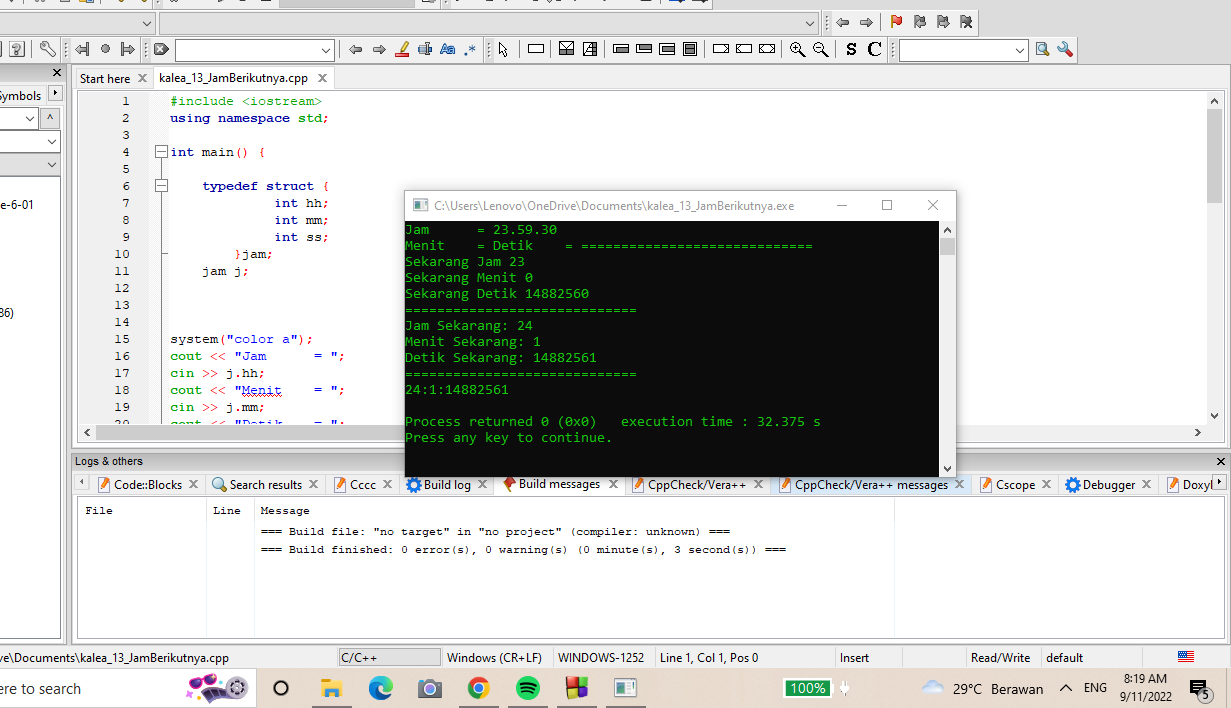 Start here
kalea_13_JamBerikutnya.cpp
Symbols
e-6-01
86)
1 #include <iostream>
2 using namespace std;
3
4 int main() {
5
6 typedef struct {
7 int hh;
8 int mm;
9 int ss;
10 }jam;
11 jam j;
12
13
14
15 system("color a");
16 cout << "Jam = ";
17 cin >> j.hh;
18 cout << "Menit = ";
19 cin >> j.mm;
20 cout << "Detik = ";
C:\Users\Lenovo\OneDrive\Documents\kalea_13_JamBerikutnya.exe
Jam = 23.59.30
Menit = Detik = =============================
Sekarang Jam 23
Sekarang Menit 0
Sekarang Detik 14882560
=============================
Jam Sekarang: 24
Menit Sekarang: 1
Detik Sekarang: 14882561
=============================
24:1:14882561
Process returned 0 (0x0) execution time : 32.375 s
Press any key to continue.
Logs & others
Code::Blocks Search results Cccc Build log Build messages CppCheck/Vera++ CppCheck/Vera++ messages Cscope Debugger Doxyl
File Line Message
=== Build file: "no target" in "no project" (compiler: unknown) ===
=== Build finished: 0 error(s), 0 warning(s) (0 minute(s), 3 second(s)) ===
ve\Documents\kalea_13_JamBerikutnya.cpp C/C++ Windows (CR+LF) WINDOWS-1252 Line 1, Col 1, Pos 0 Insert Read/Write default
ere to search
100%
29°C Berawan
ENG
8:19 AM
9/11/2022
5